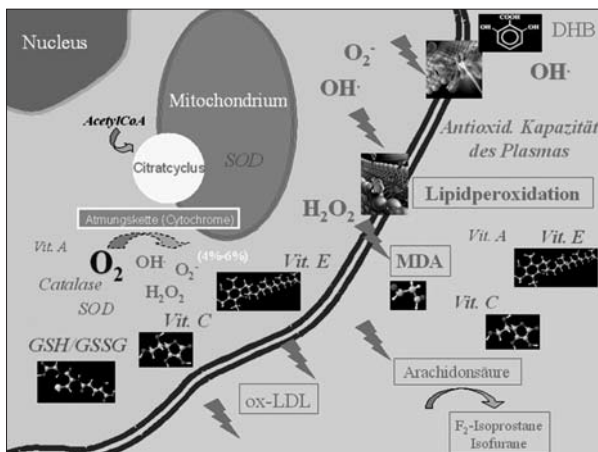 Nucleus
Mitochondrium
AcetylCoA
Citratcyclus
SOD
Atmungskette (Cytochrome)
Vit. A
O₂
OH·
O₂⁻
(4%-6%)
H₂O₂
Catalase
SOD
GSH/GSSG
Vit. C
Vit. E
O₂⁻
OH·
H₂O₂
COOH
OH
OH
DHB
OH·
Antioxid. Kapazität
des Plasmas
Lipidperoxidation
MDA
Vit. A
Vit. E
Vit. C
ox-LDL
Arachidonsäure
F₂-Isoprostane
Isofurane